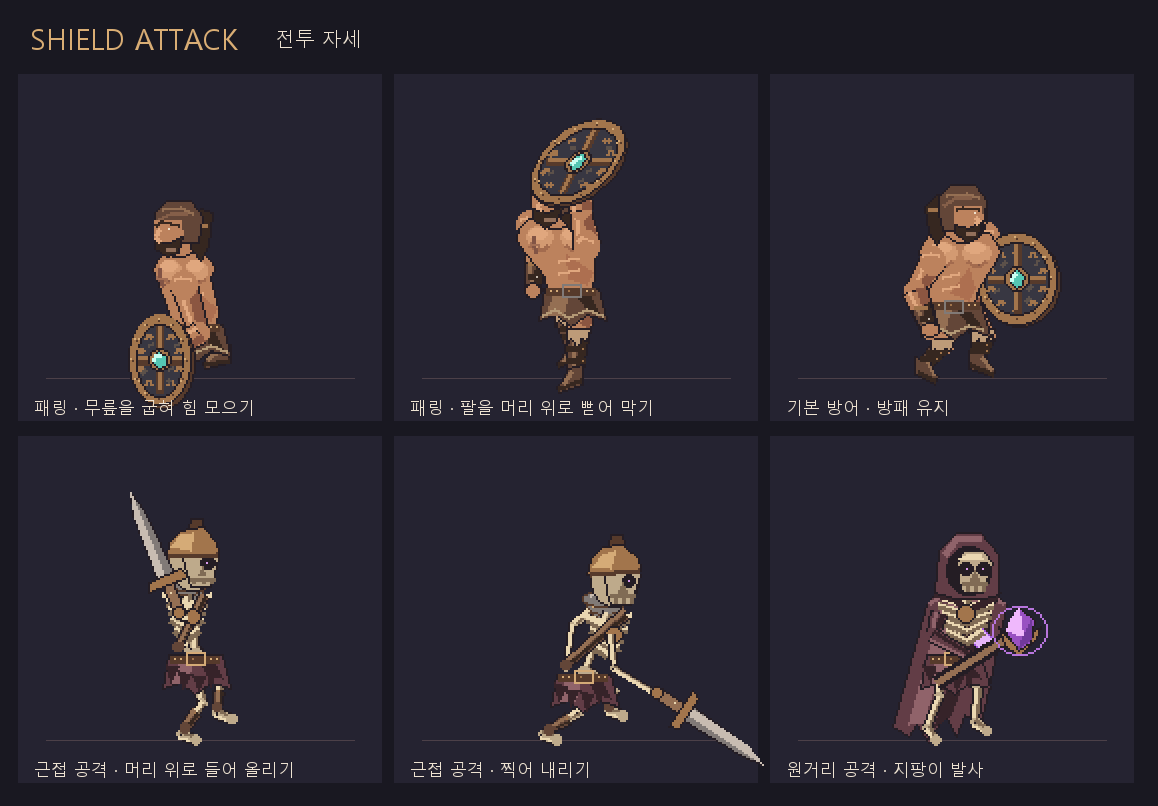 SHIELD ATTACK 전투 자세
패링 · 무릎을 굽혀 힘 모으기
패링 · 팔을 머리 위로 뻗어 막기
기본 방어 · 방패 유지
근접 공격 · 머리 위로 들어 올리기
근접 공격 · 찍어 내리기
원거리 공격 · 지팡이 발사